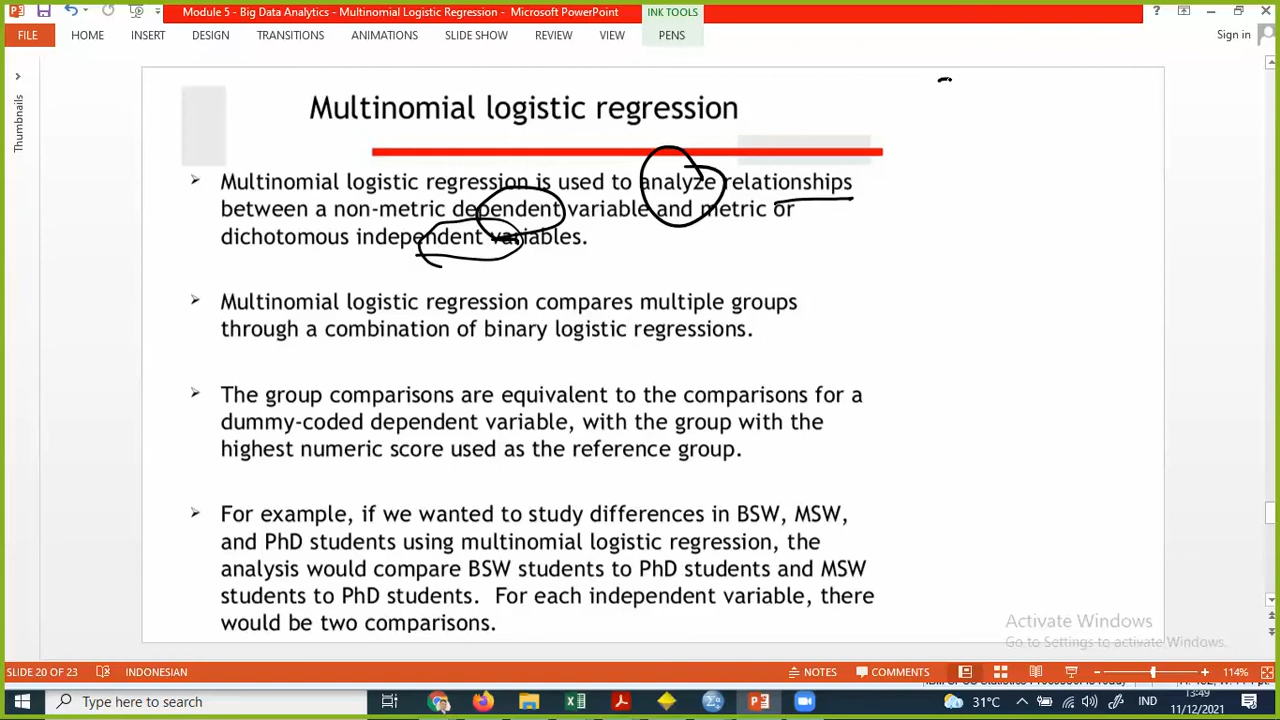 Module 5 - Big Data Analytics - Multinomial Logistic Regression - Microsoft PowerPoint
INK TOOLS
FILE HOME INSERT DESIGN TRANSITIONS ANIMATIONS SLIDE SHOW REVIEW VIEW PENS Sign in
Thumbnails
Multinomial logistic regression
Multinomial logistic regression is used to analyze relationships
between a non-metric dependent variable and metric or
dichotomous independent variables.
Multinomial logistic regression compares multiple groups
through a combination of binary logistic regressions.
The group comparisons are equivalent to the comparisons for a
dummy-coded dependent variable, with the group with the
highest numeric score used as the reference group.
For example, if we wanted to study differences in BSW, MSW,
and PhD students using multinomial logistic regression, the
analysis would compare BSW students to PhD students and MSW
students to PhD students. For each independent variable, there
would be two comparisons.
Activate Windows
Go to Settings to activate Windows.
SLIDE 20 OF 23 INDONESIAN NOTES COMMENTS 114%
Type here to search
31°C IND 13:49
11/12/2021